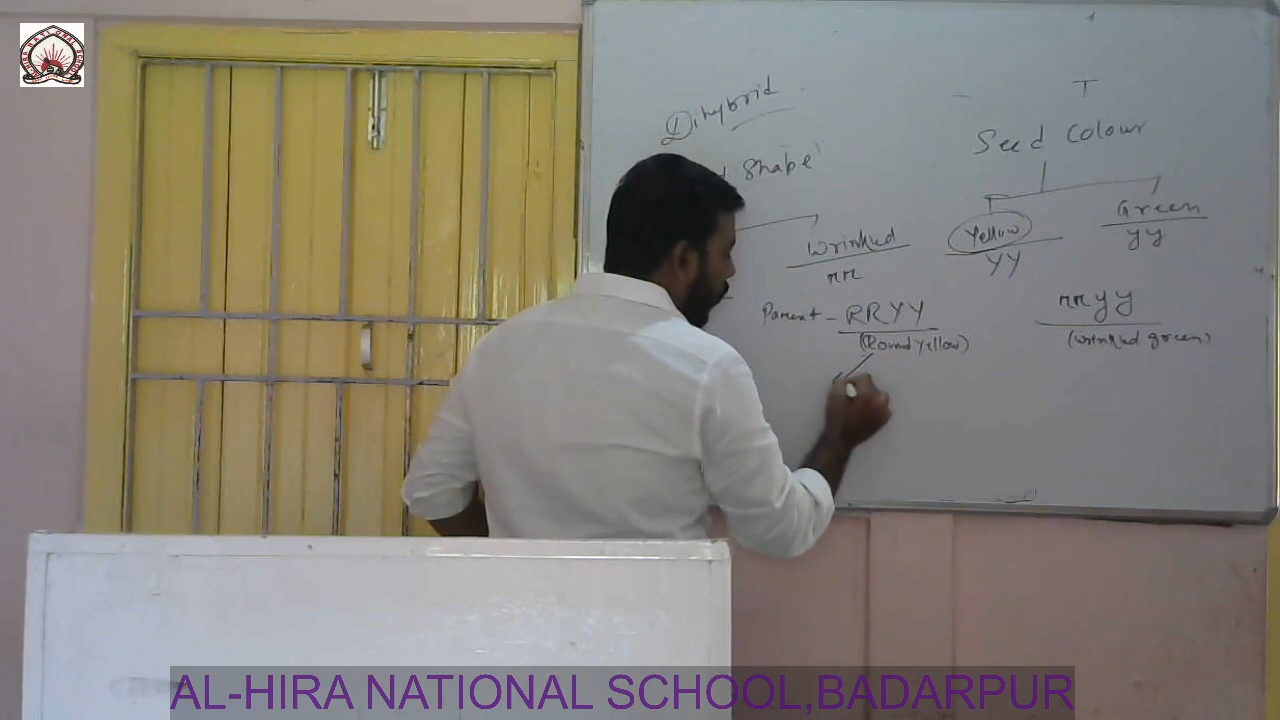 Dihybrid
Shape
Seed Colour
Wrinkled
rr
Yellow
YY
Green
yy
Parent - RRYY
(Round Yellow)
rryy
(wrinkled green)
AL-HIRA NATIONAL SCHOOL,BADARPUR